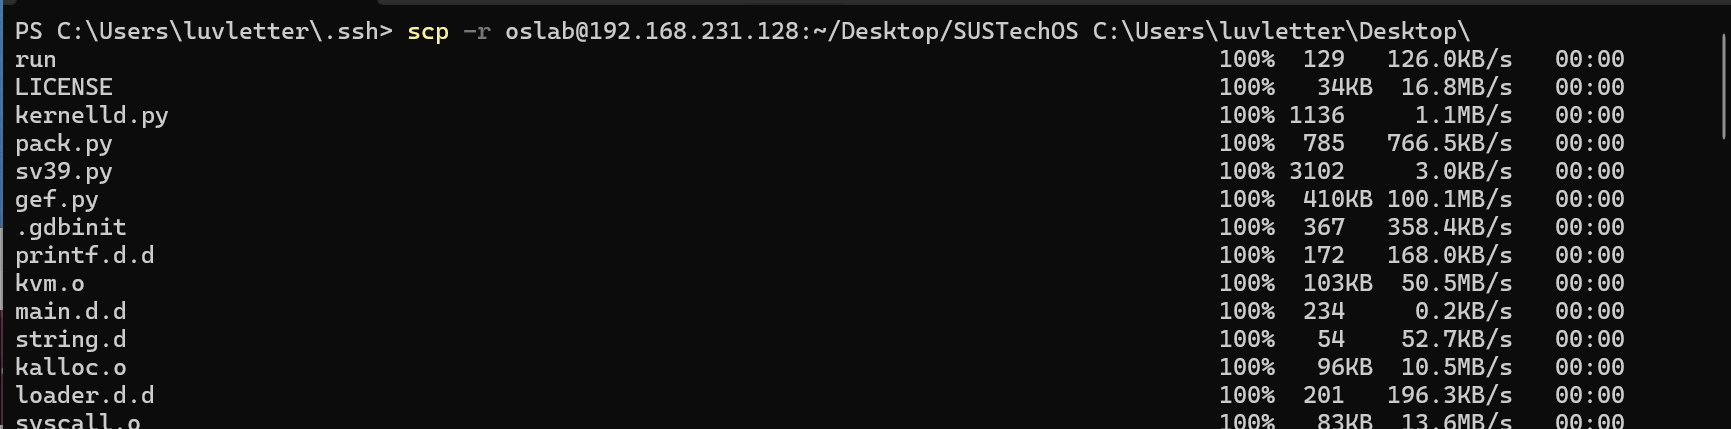 PS C:\Users\luvletter\.ssh> scp -r oslab@192.168.231.128:~/Desktop/SUSTechOS C:\Users\luvletter\Desktop\
run 100% 129 126.0KB/s 00:00
LICENSE 100% 34KB 16.8MB/s 00:00
kernelld.py 100% 1136 1.1MB/s 00:00
pack.py 100% 785 766.5KB/s 00:00
sv39.py 100% 3102 3.0KB/s 00:00
gef.py 100% 410KB 100.1MB/s 00:00
.gdbinit 100% 367 358.4KB/s 00:00
printf.d.d 100% 172 168.0KB/s 00:00
kvm.o 100% 103KB 50.5MB/s 00:00
main.d.d 100% 234 0.2KB/s 00:00
string.d 100% 54 52.7KB/s 00:00
kalloc.o 100% 96KB 10.5MB/s 00:00
loader.d.d 100% 201 196.3KB/s 00:00
syscall.o 100% 83KB 13.6MB/s 00:00